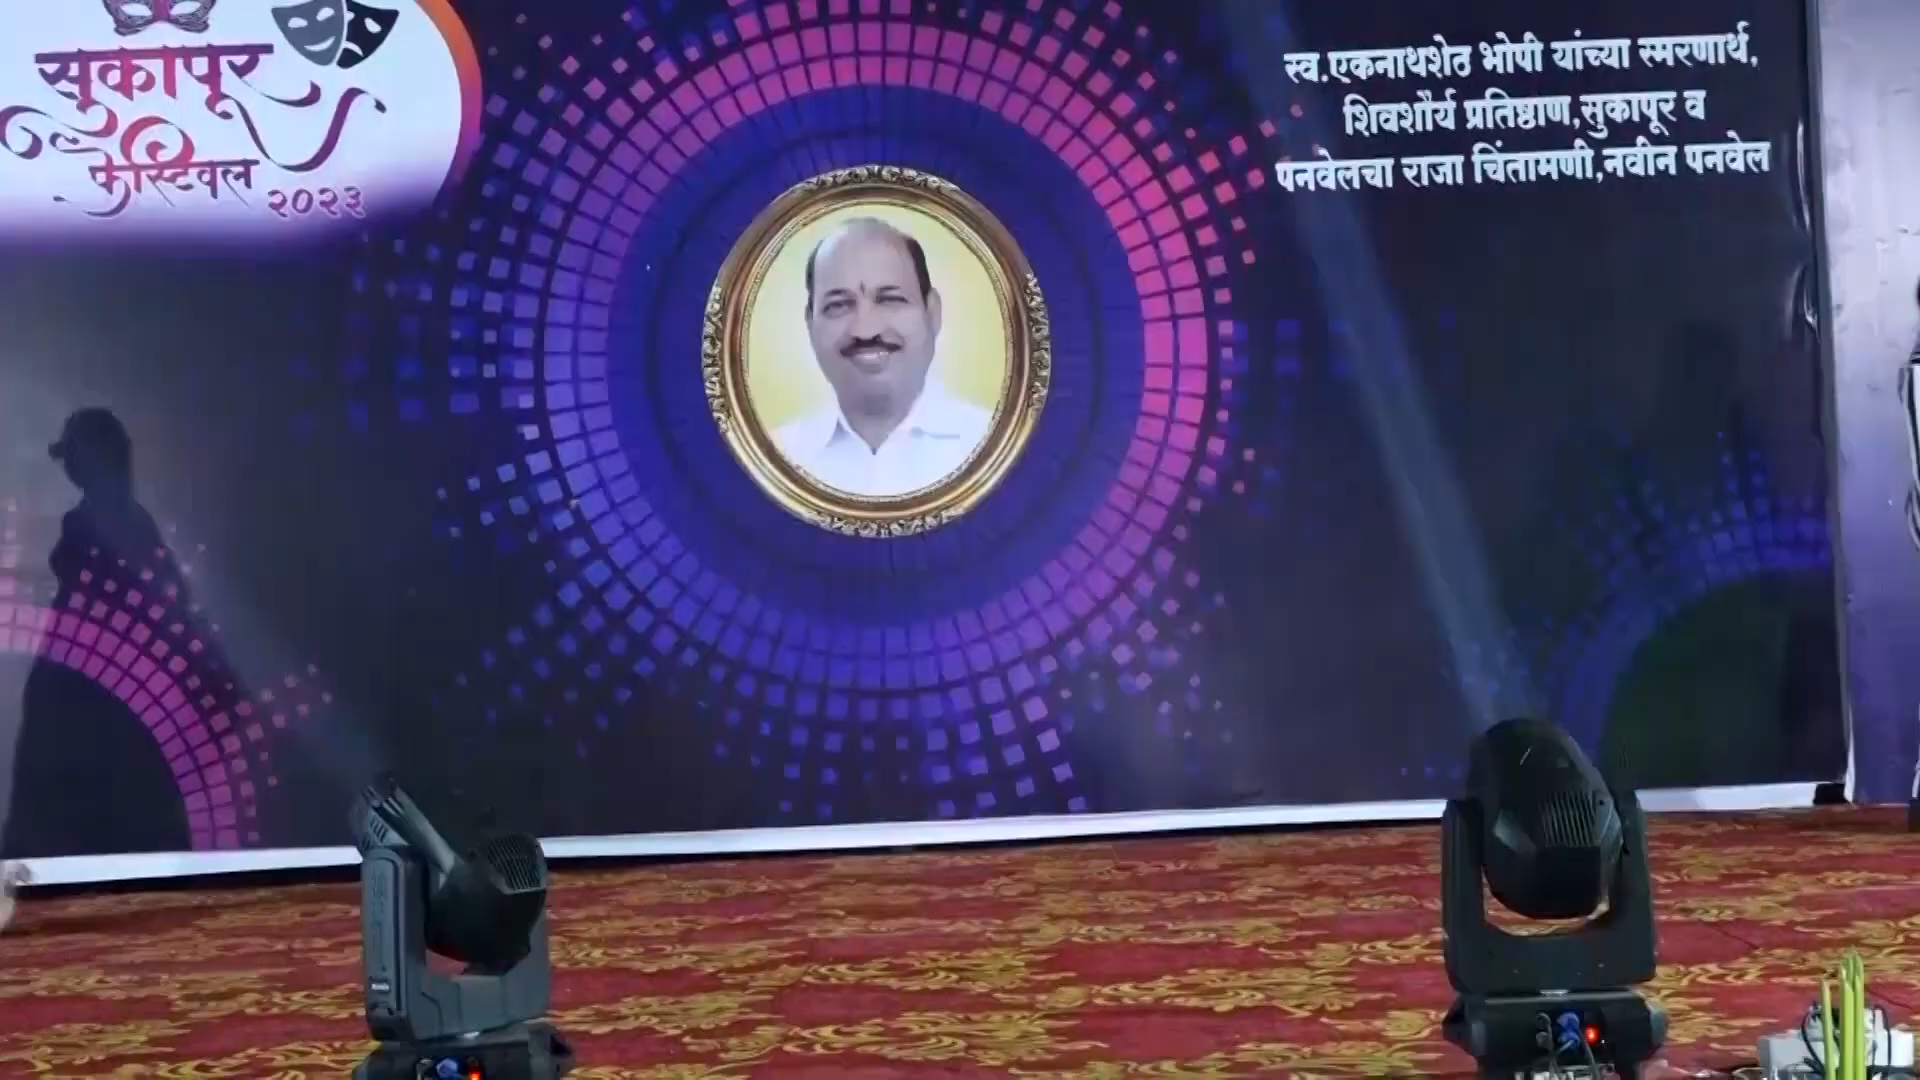 सुकापूर
फेस्टिवल
२०२३
स्व.एकनाथशेठ भोपी यांच्या स्मरणार्थ,
शिवशौर्य प्रतिष्ठाण,सुकापूर व
पनवेलचा राजा चिंतामणी,नवीन पनवेल